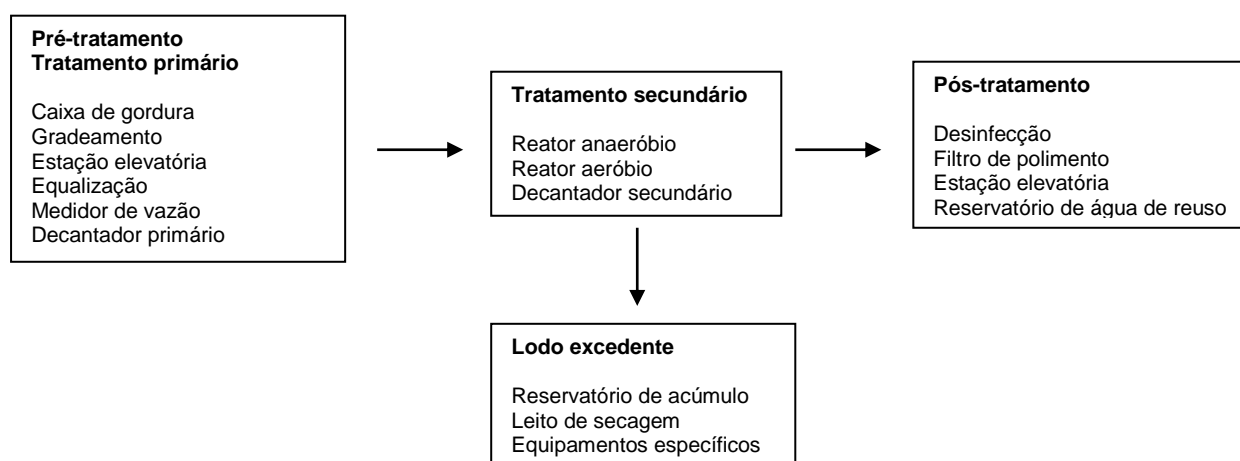 Pré-tratamento
Tratamento primário
Caixa de gordura
Gradeamento
Estação elevatória
Equalização
Medidor de vazão
Decantador primário
Tratamento secundário
Reator anaeróbio
Reator aeróbio
Decantador secundário
Pós-tratamento
Desinfecção
Filtro de polimento
Estação elevatória
Reservatório de água de reuso
Lodo excedente
Reservatório de acúmulo
Leito de secagem
Equipamentos específicos